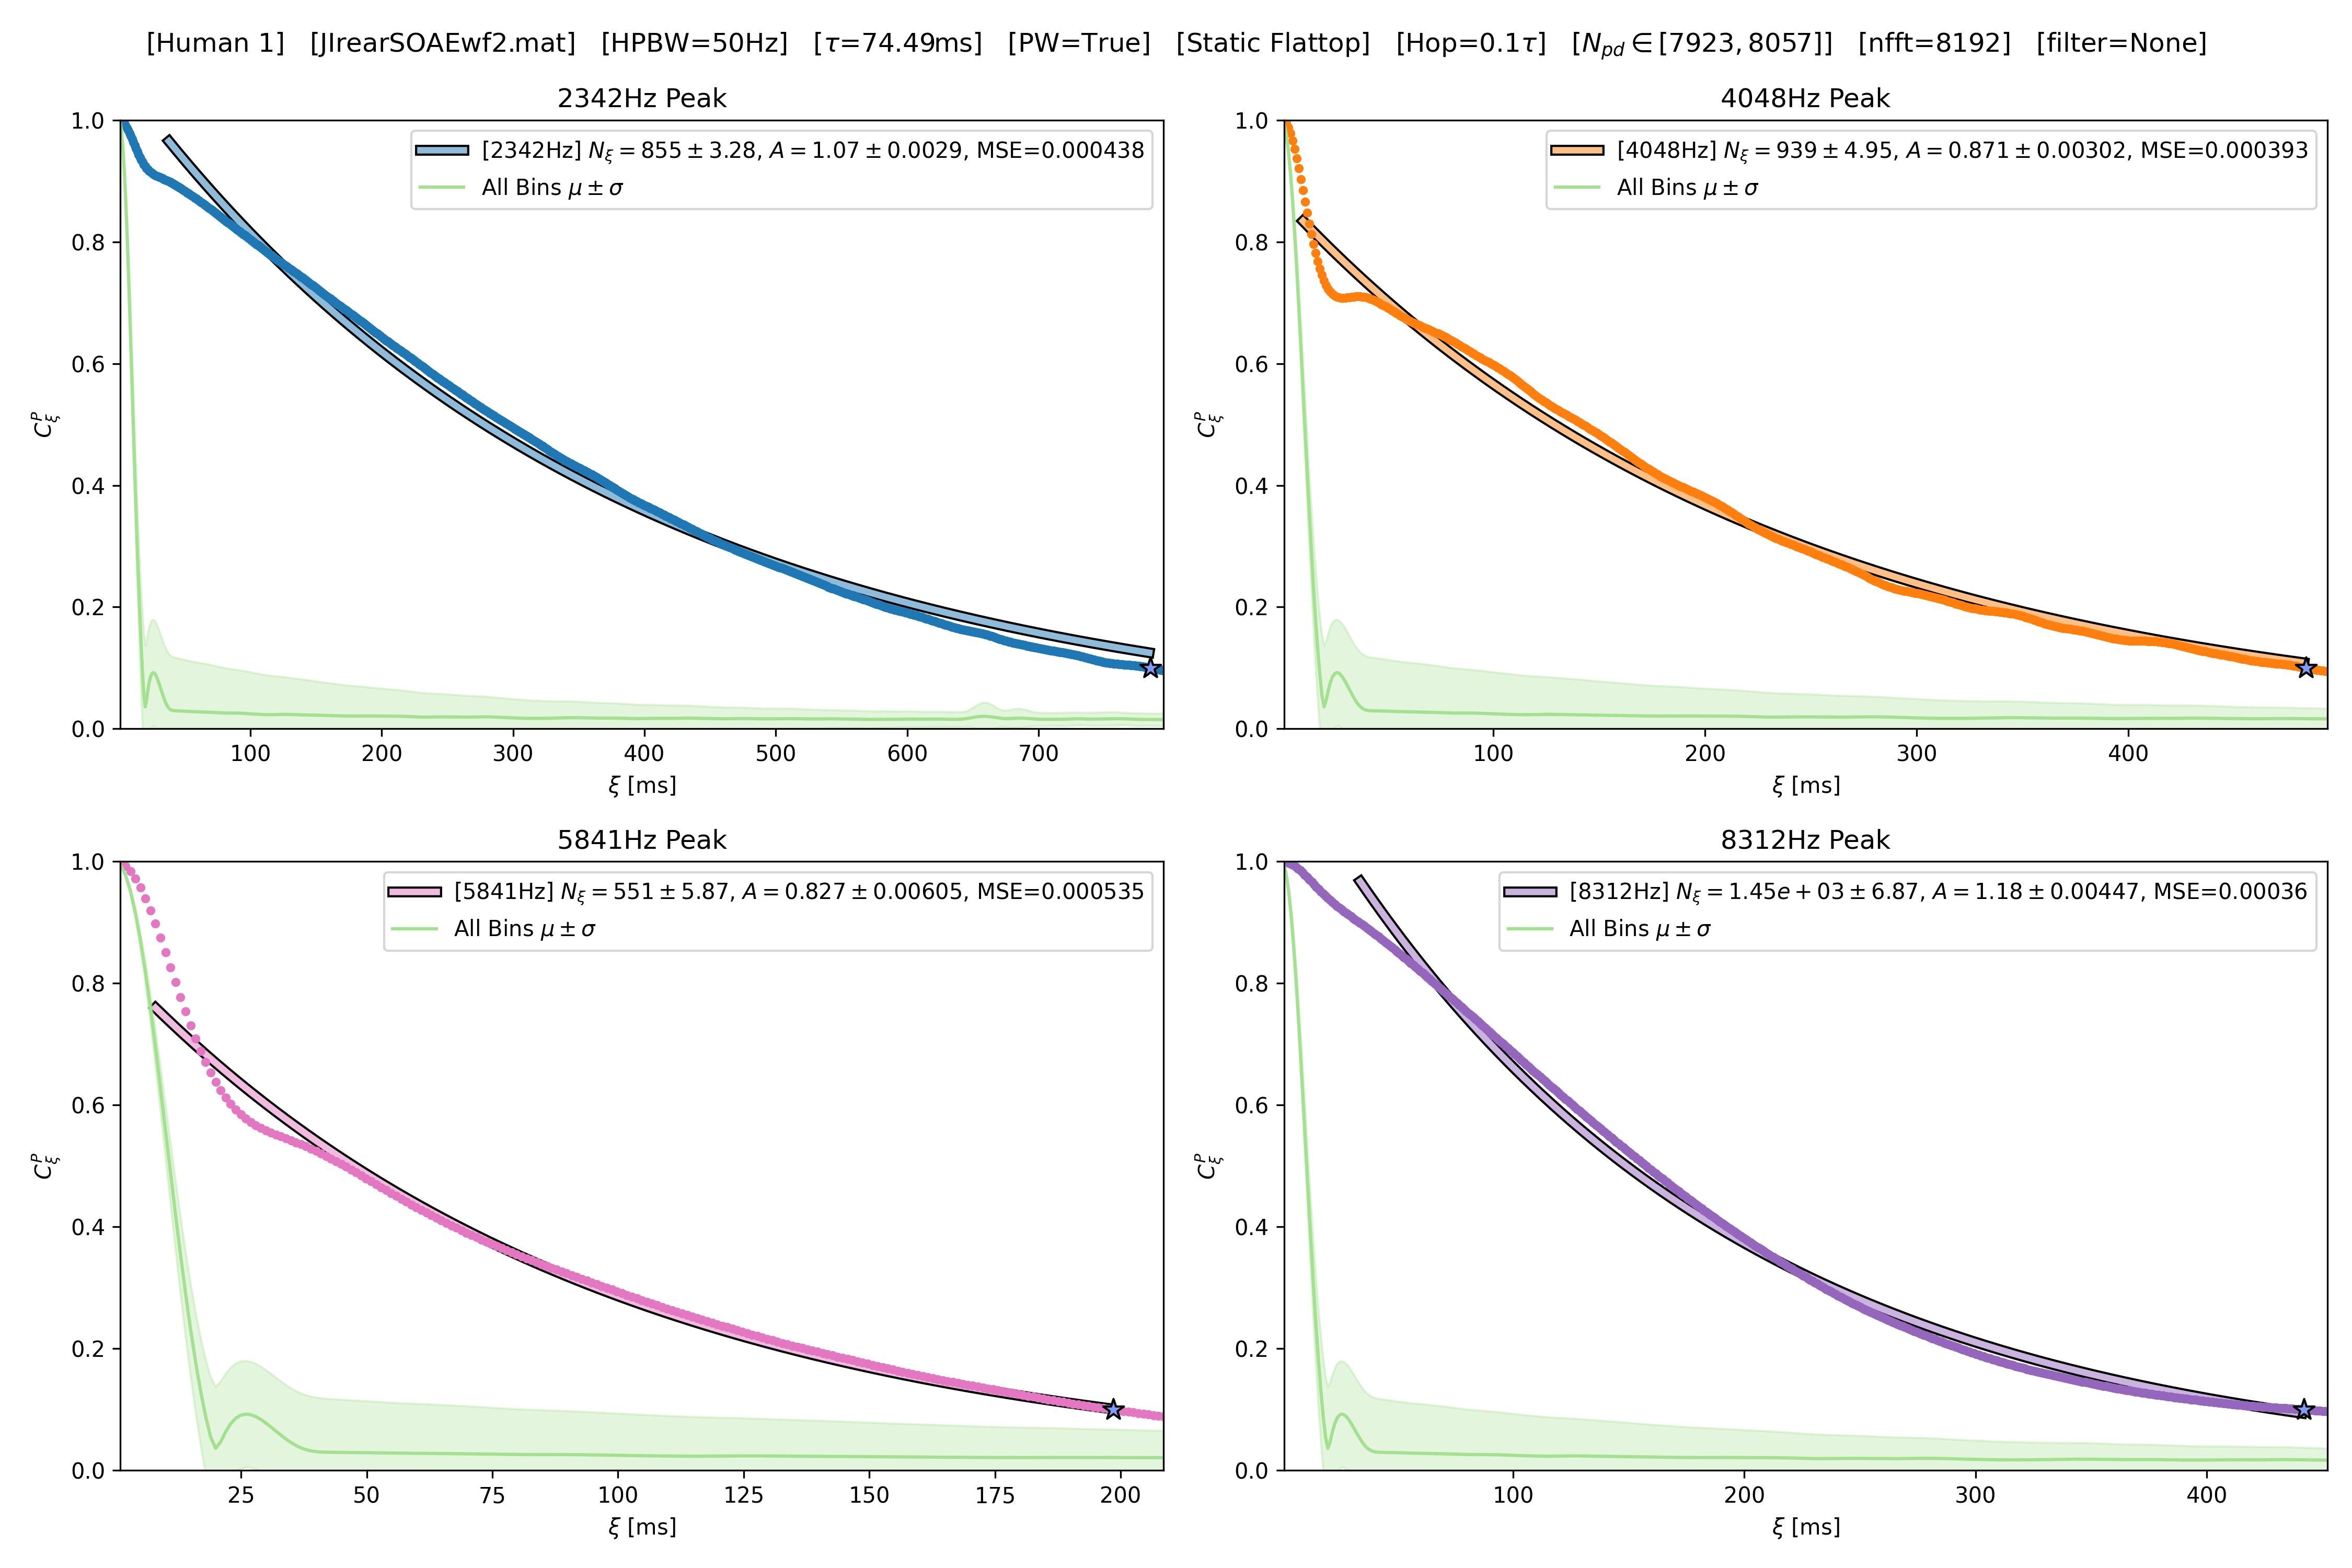 [Human 1] [JIrearSOAEwf2.mat] [HPBW=50Hz] [τ=74.49ms] [PW=True] [Static Flattop] [Hop=0.1τ] [N_pd ∈ [7923, 8057]] [nfft=8192] [filter=None]
2342Hz Peak
[2342Hz] N_ξ = 855 ± 3.28, A = 1.07 ± 0.0029, MSE=0.000438
All Bins μ ± σ
1.0
0.8
0.6
0.4
0.2
0.0
C_ξ^P
100 200 300 400 500 600 700
ξ [ms]
4048Hz Peak
[4048Hz] N_ξ = 939 ± 4.95, A = 0.871 ± 0.00302, MSE=0.000393
All Bins μ ± σ
1.0
0.8
0.6
0.4
0.2
0.0
C_ξ^P
100 200 300 400
ξ [ms]
5841Hz Peak
[5841Hz] N_ξ = 551 ± 5.87, A = 0.827 ± 0.00605, MSE=0.000535
All Bins μ ± σ
1.0
0.8
0.6
0.4
0.2
0.0
C_ξ^P
25 50 75 100 125 150 175 200
ξ [ms]
8312Hz Peak
[8312Hz] N_ξ = 1.45e + 03 ± 6.87, A = 1.18 ± 0.00447, MSE=0.00036
All Bins μ ± σ
1.0
0.8
0.6
0.4
0.2
0.0
C_ξ^P
100 200 300 400
ξ [ms]